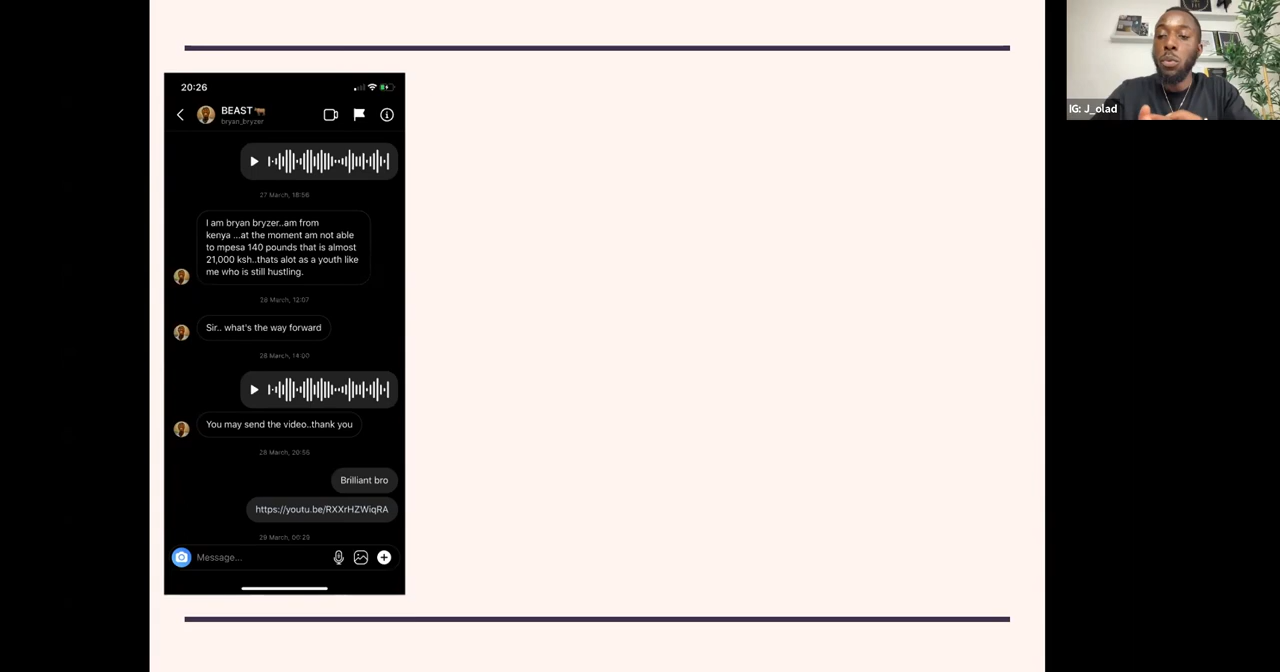 20:26
BEAST
bryan_bryzer
27 March, 18:56
I am bryan bryzer..am from
kenya ...at the moment am not able
to mpesa 140 pounds that is almost
21,000 ksh..thats alot as a youth like
me who is still hustling.
28 March, 12:07
Sir.. what's the way forward
28 March, 14:00
You may send the video..thank you
28 March, 20:56
Brilliant bro
https://youtu.be/RXXrHZWiqRA
29 March, 00:29
Message...
IG: J_olad